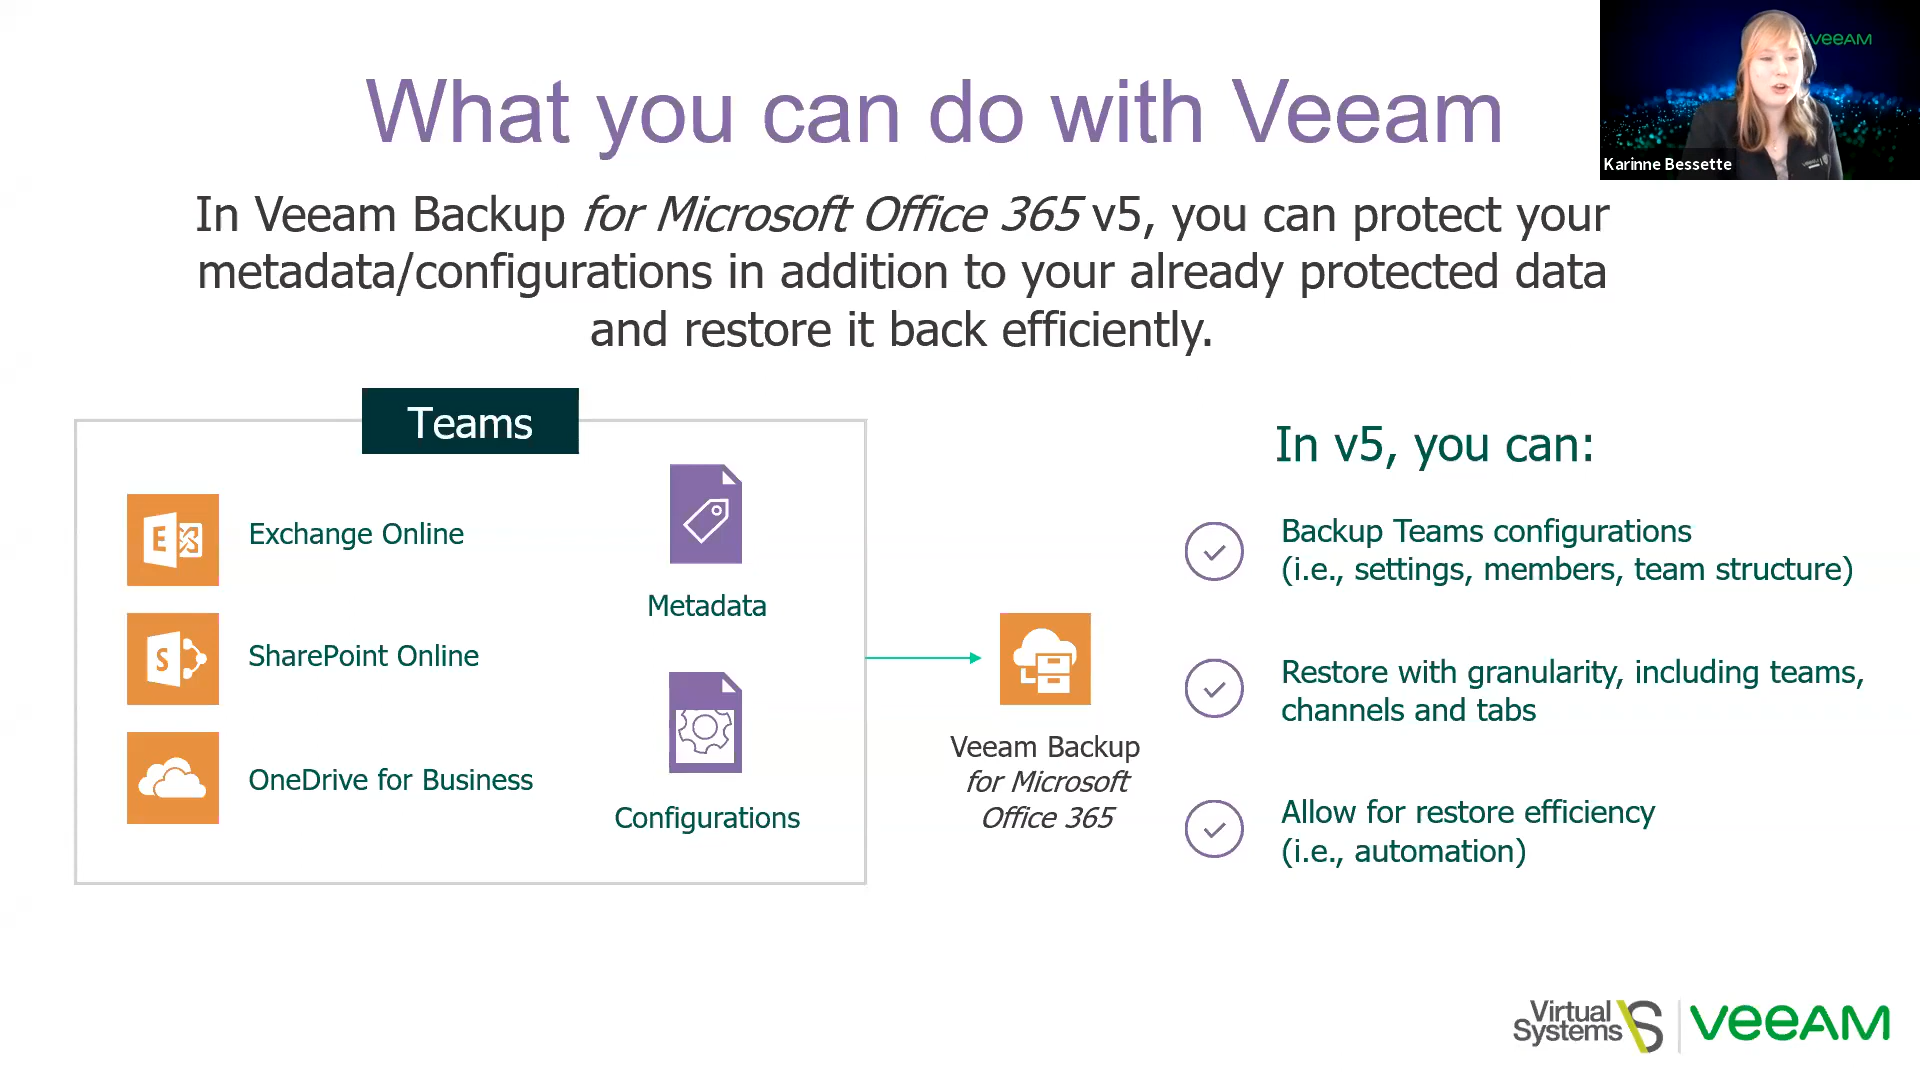 What you can do with Veeam
VeeAM
Karinne Bessette
In Veeam Backup for Microsoft Office 365 v5, you can protect your
metadata/configurations in addition to your already protected data
and restore it back efficiently.
Teams
Exchange Online
SharePoint Online
OneDrive for Business
Metadata
Configurations
Veeam Backup
for Microsoft
Office 365
In v5, you can:
Backup Teams configurations
(i.e., settings, members, team structure)
Restore with granularity, including teams,
channels and tabs
Allow for restore efficiency
(i.e., automation)
Virtual
Systems
VS
VeeAM